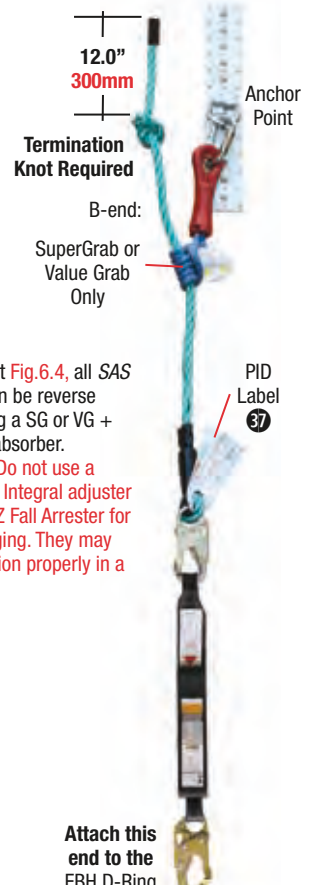 12.0”
300mm
Anchor
Point
Termination
Knot Required
B-end:
SuperGrab or
Value Grab
Only
t Fig.6.4, all SAS
n be reverse
g a SG or VG +
absorber.
Do not use a
Integral adjuster
Z Fall Arrester for
ging. They may
tion properly in a
PID
Label
37
Attach this
end to the
FBH D-Ring